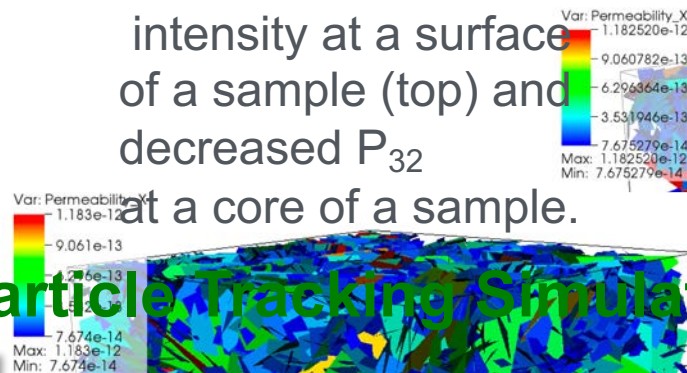 intensity at a surface
of a sample (top) and
decreased P32
at a core of a sample.
Var: Permeability_X
1.182520e-12
9.060782e-13
6.296364e-13
3.531946e-13
7.675279e-14
Max: 1.182520e-12
Min: 7.675279e-14
Var: Permeability_X
1.183e-12
9.061e-13
7.674e-14
Max: 1.183e-12
Min: 7.674e-14
article Tracking Simula